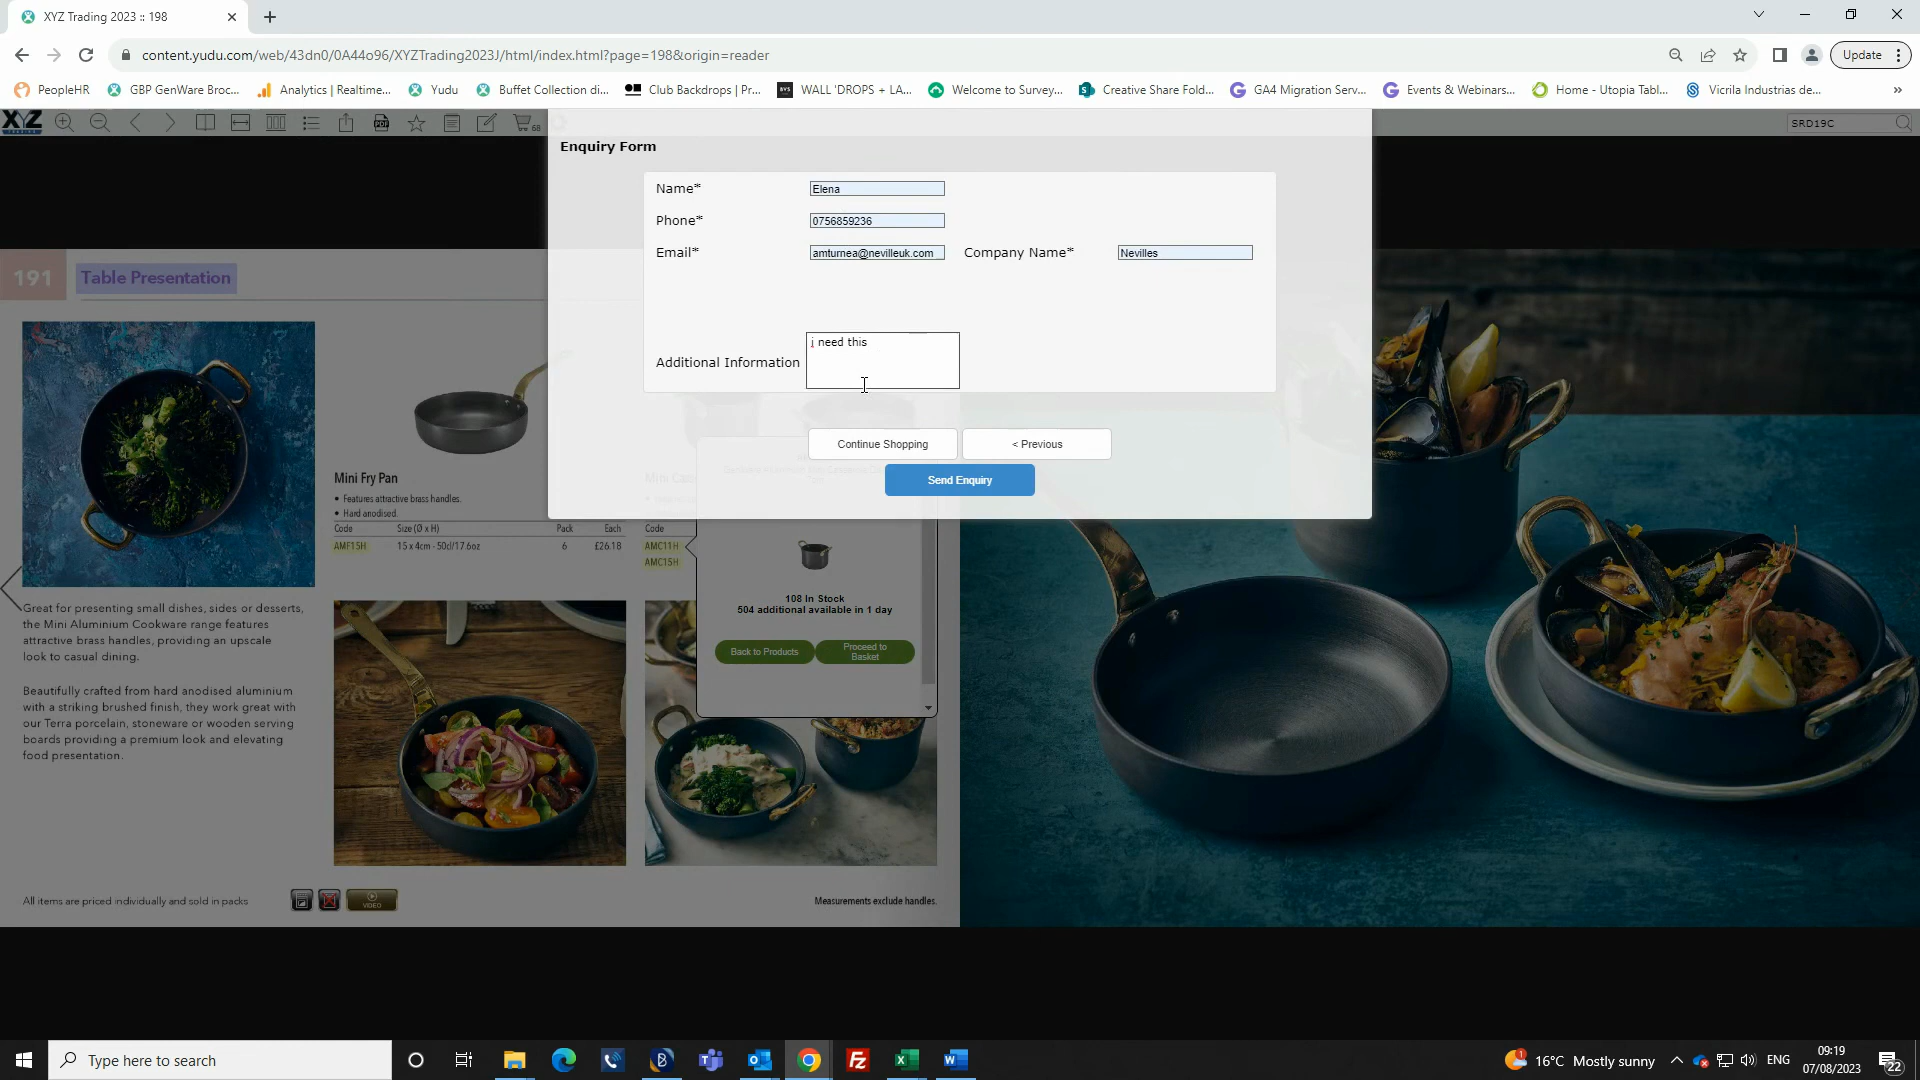 XYZ Trading 2023 :: 198
content.yudu.com/web/43dn0/0A44o96/XYZTrading2023J/html/index.html?page=198&origin=reader
Update
PeopleHR
GBP GenWare Broc...
Analytics | Realtime...
Yudu
Buffet Collection di...
Club Backdrops | Pr...
WALL 'DROPS + LA...
Welcome to Survey...
Creative Share Fold...
GA4 Migration Serv...
Events & Webinars...
Home - Utopia Tabl...
Vicrila Industrias de...
XYZ
PDF
68
SRD19C
Enquiry Form
Name*
Elena
Phone*
0756859236
Email*
amturnea@nevilleuk.com
Company Name*
Nevilles
Additional Information
i need this
Continue Shopping
< Previous
Send Enquiry
191
Table Presentation
Mini Fry Pan
• Features attractive brass handles.
• Hard anodised.
Code Size (Ø x H) Pack Each
AMF15H 15 x 4cm - 50cl/17.6oz 6 £26.18
Code
AMC11H
AMC15H
108 In Stock
504 additional available in 1 day
Back to Products
Proceed to
Basket
Great for presenting small dishes, sides or desserts,
the Mini Aluminium Cookware range features
attractive brass handles, providing an upscale
look to casual dining.
Beautifully crafted from hard anodised aluminium
with a striking brushed finish, they work great with
our Terra porcelain, stoneware or wooden serving
boards providing a premium look and elevating
food presentation.
All items are priced individually and sold in packs
VIDEO
Measurements exclude handles.
Type here to search
16°C Mostly sunny
ENG
09:19
07/08/2023
22